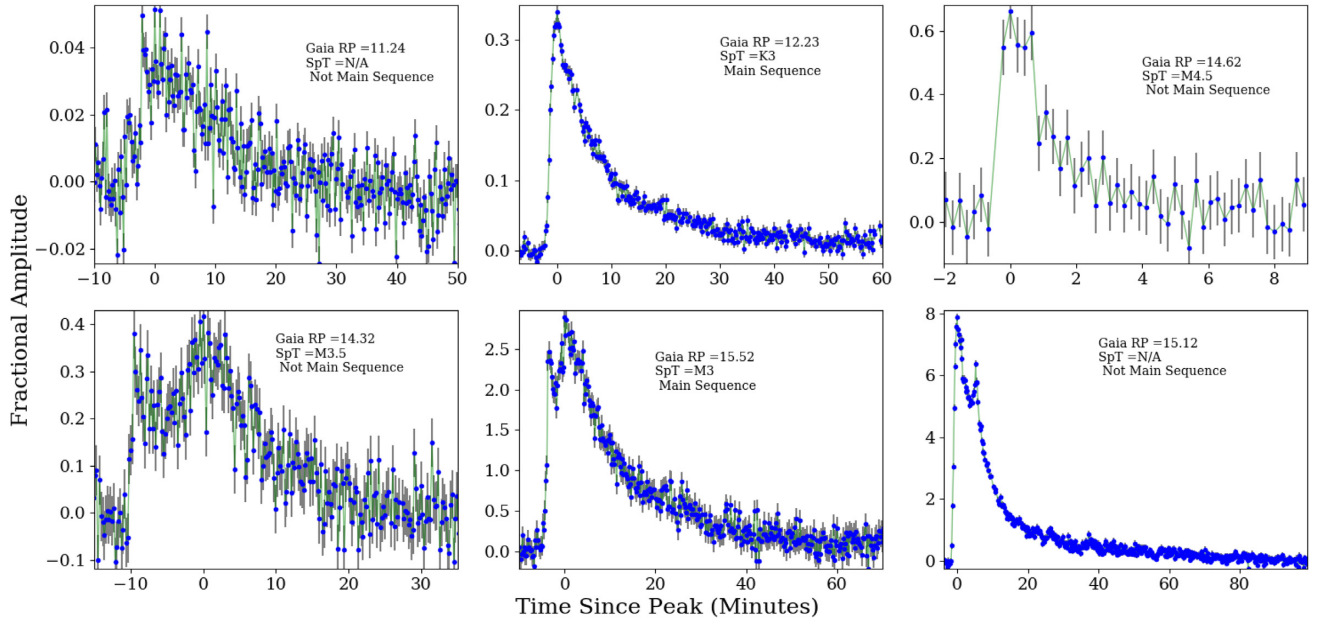 Fractional Amplitude
0.04
0.02
0.00
−0.02
Gaia RP =11.24
SpT =N/A
Not Main Sequence
−10 0 10 20 30 40 50
0.3
0.2
0.1
0.0
Gaia RP =12.23
SpT =K3
Main Sequence
0 10 20 30 40 50 60
0.6
0.4
0.2
0.0
Gaia RP =14.62
SpT =M4.5
Not Main Sequence
−2 0 2 4 6 8
0.4
0.3
0.2
0.1
0.0
−0.1
Gaia RP =14.32
SpT =M3.5
Not Main Sequence
−10 0 10 20 30
2.5
2.0
1.5
1.0
0.5
0.0
Gaia RP =15.52
SpT =M3
Main Sequence
0 20 40 60
8
6
4
2
0
Gaia RP =15.12
SpT =N/A
Not Main Sequence
0 20 40 60 80
Time Since Peak (Minutes)